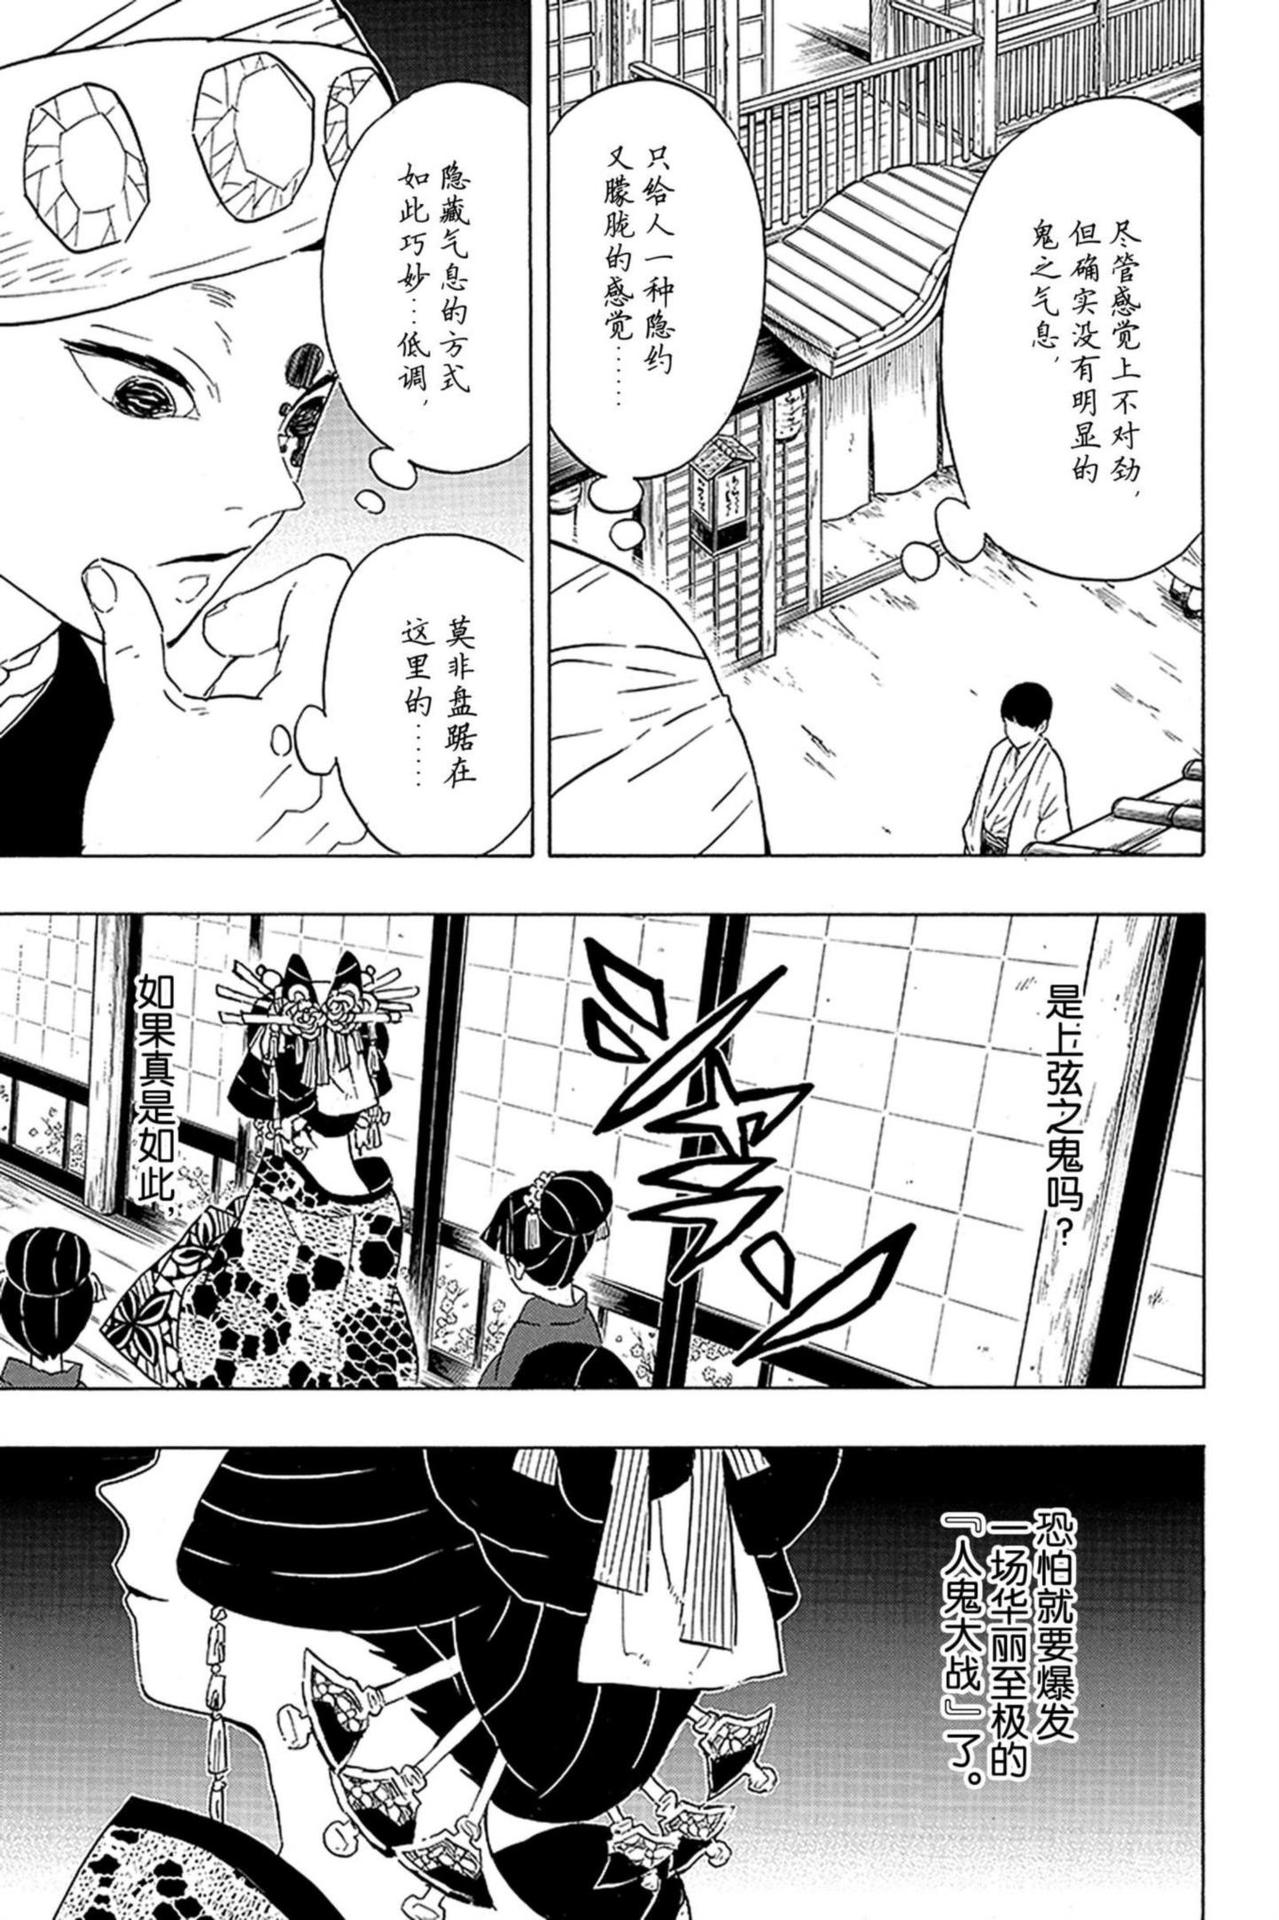 尽管感觉上不对劲，
但确实没有明显的
鬼之气息，
只给人一种隐约
又朦胧的感觉……
隐藏气息的方式
如此巧妙…低调，
莫非盘踞在
这里的……
是上弦之鬼吗？
如果真是如此，
恐怕就要爆发
一场华丽至极的
『人鬼大战』了。